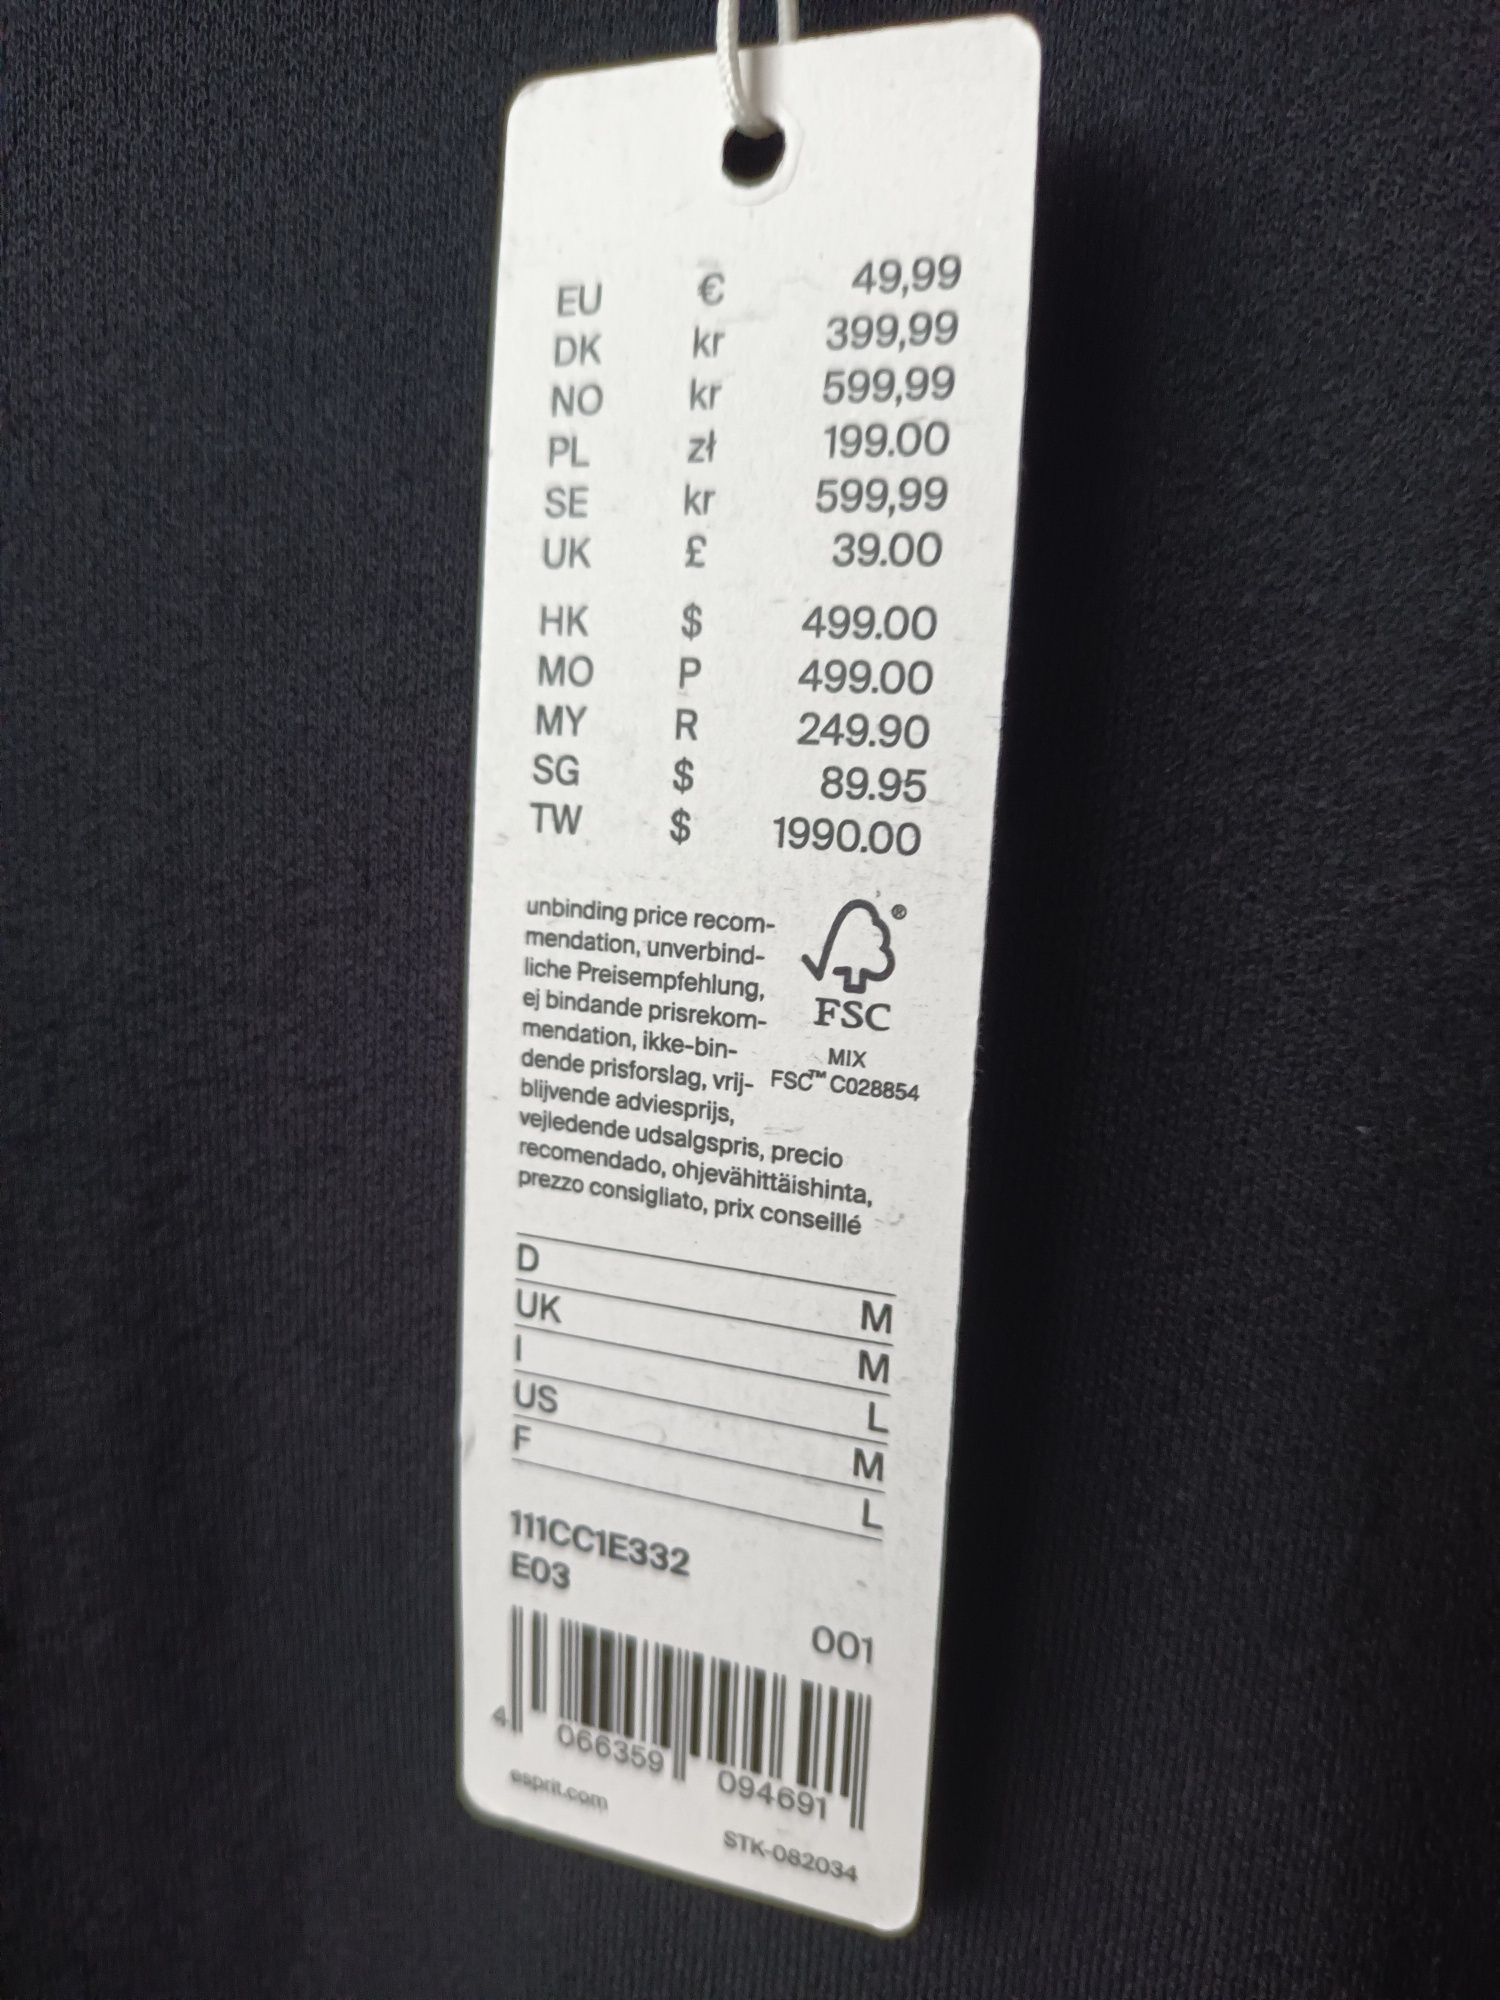 EU € 49,99
DK kr 399,99
NO kr 599,99
PL zł 199.00
SE kr 599,99
UK £ 39.00
HK $ 499.00
MO P 499.00
MY R 249.90
SG $ 89.95
TW $ 1990.00
unbinding price recom-
mendation, unverbind-
liche Preisempfehlung,
ej bindande prisrekom-
mendation, ikke-bin-
dende prisforslag, vrij-
blijvende adviesprijs,
vejledende udsalgspris, precio
recomendado, ohjevähittäishinta,
prezzo consigliato, prix conseillé
®
FSC
MIX
FSC™ C028854
D M
UK M
I L
US M
F L
111CC1E332
E03
001
4 066359 094691
esprit.com
STK-082034